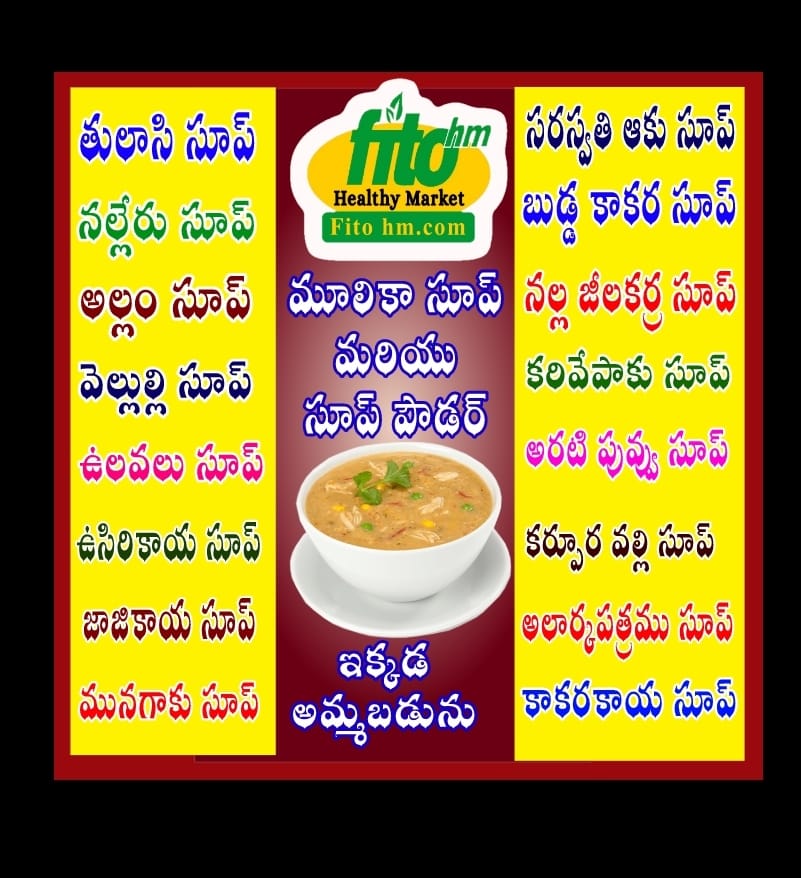 తులాసి సూప్
నల్లేరు సూప్
అల్లం సూప్
వెల్లుల్లి సూప్
ఉలవలు సూప్
ఉసిరికాయ సూప్
జాజికాయ సూప్
మునగాకు సూప్
fito hm
Healthy Market
Fito hm.com
మూలికా సూప్
మరియు
సూప్ పౌడర్
ఇక్కడ
అమ్మబడును
సరస్వతి ఆకు సూప్
బుడ్డ కాకర సూప్
నల్ల జీలకర్ర సూప్
కరివేపాకు సూప్
అరటి పువ్వు సూప్
కర్పూర వల్లి సూప్
అలార్కపత్రము సూప్
కాకరకాయ సూప్